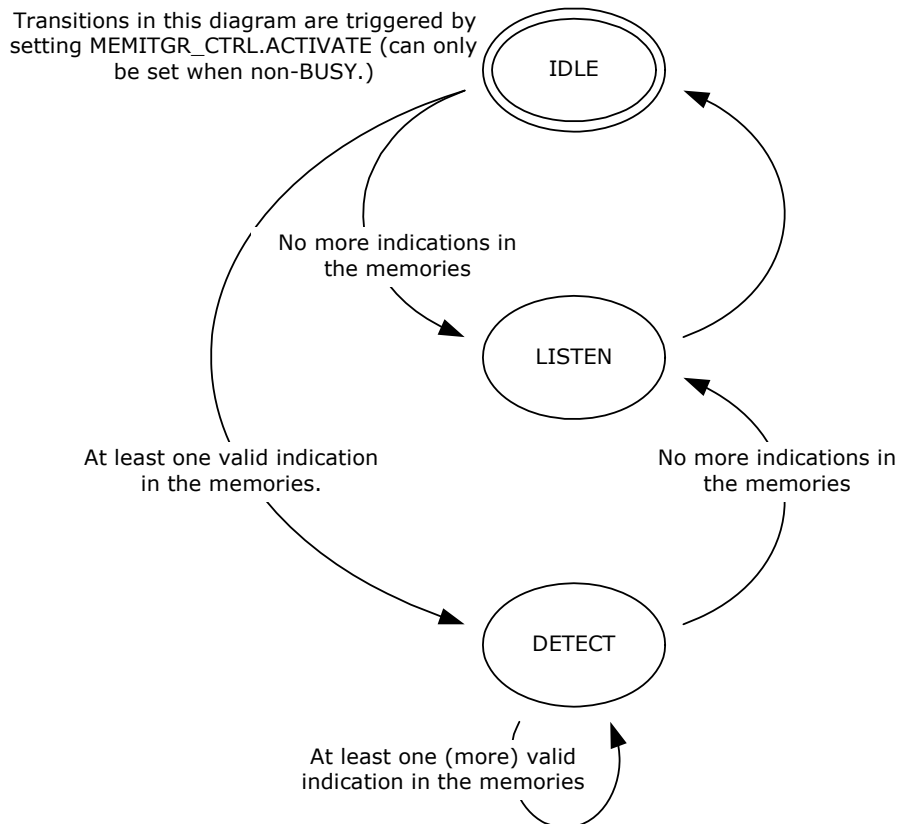 Transitions in this diagram are triggered by
setting MEMITGR_CTRL.ACTIVATE (can only
be set when non-BUSY.)
IDLE
No more indications in
the memories
LISTEN
At least one valid indication
in the memories.
No more indications in
the memories
DETECT
At least one (more) valid
indication in the memories